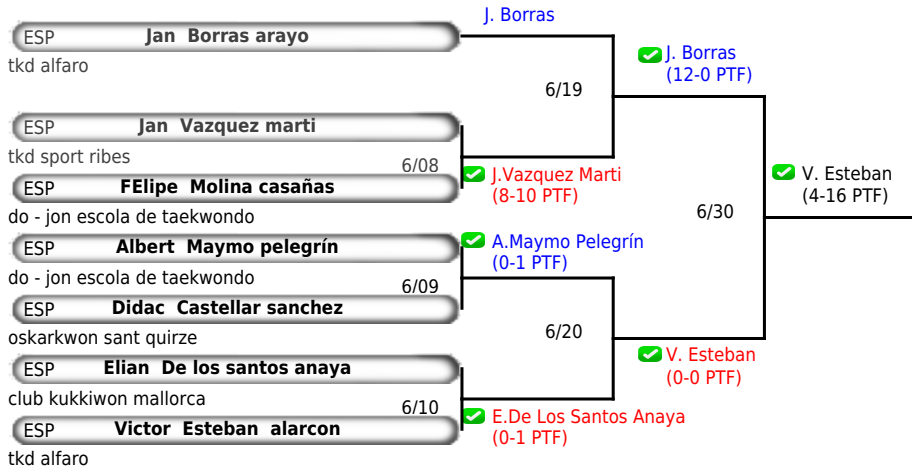 J. Borras
ESP Jan Borras arayo
tkd alfaro
J. Borras
(12-0 PTF)
6/19
ESP Jan Vazquez marti
tkd sport ribes
6/08
J.Vazquez Marti
(8-10 PTF)
ESP FElipe Molina casañas
do - jon escola de taekwondo
V. Esteban
(4-16 PTF)
6/30
ESP Albert Maymo pelegrín
do - jon escola de taekwondo
A.Maymo Pelegrín
(0-1 PTF)
6/09
ESP Didac Castellar sanchez
oskarkwon sant quirze
6/20
V. Esteban
(0-0 PTF)
ESP Elian De los santos anaya
club kukkiwon mallorca
6/10
E.De Los Santos Anaya
(0-1 PTF)
ESP Victor Esteban alarcon
tkd alfaro